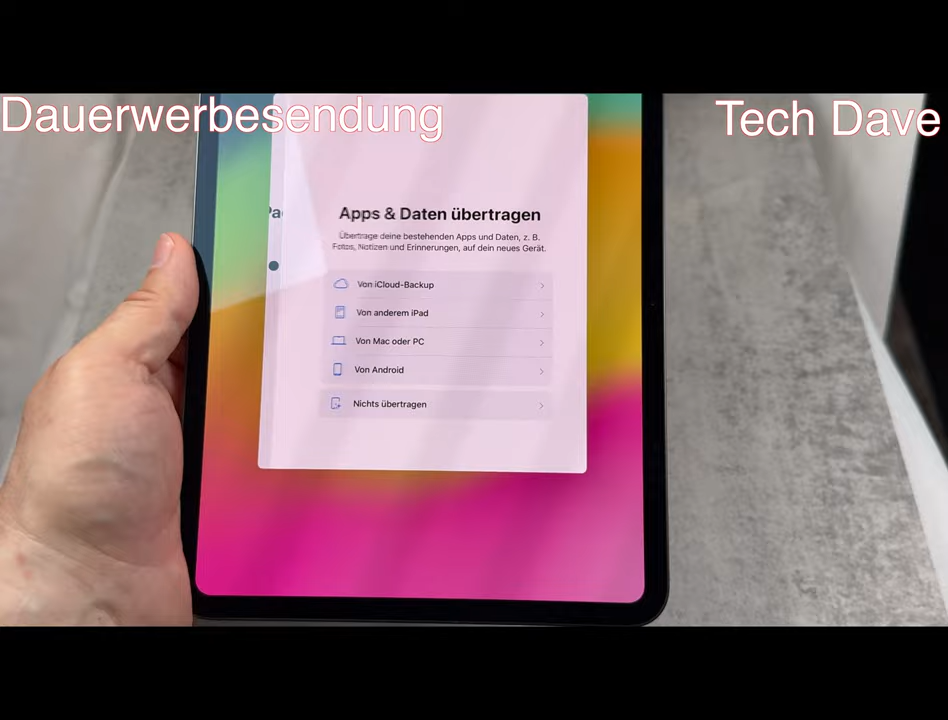 Dauerwerbesendung
Tech Dave
Pa
Apps & Daten übertragen
Übertrage deine bestehenden Apps und Daten, z. B.
Fotos, Notizen und Erinnerungen, auf dein neues Gerät.
Von iCloud-Backup
Von anderem iPad
Von Mac oder PC
Von Android
Nichts übertragen